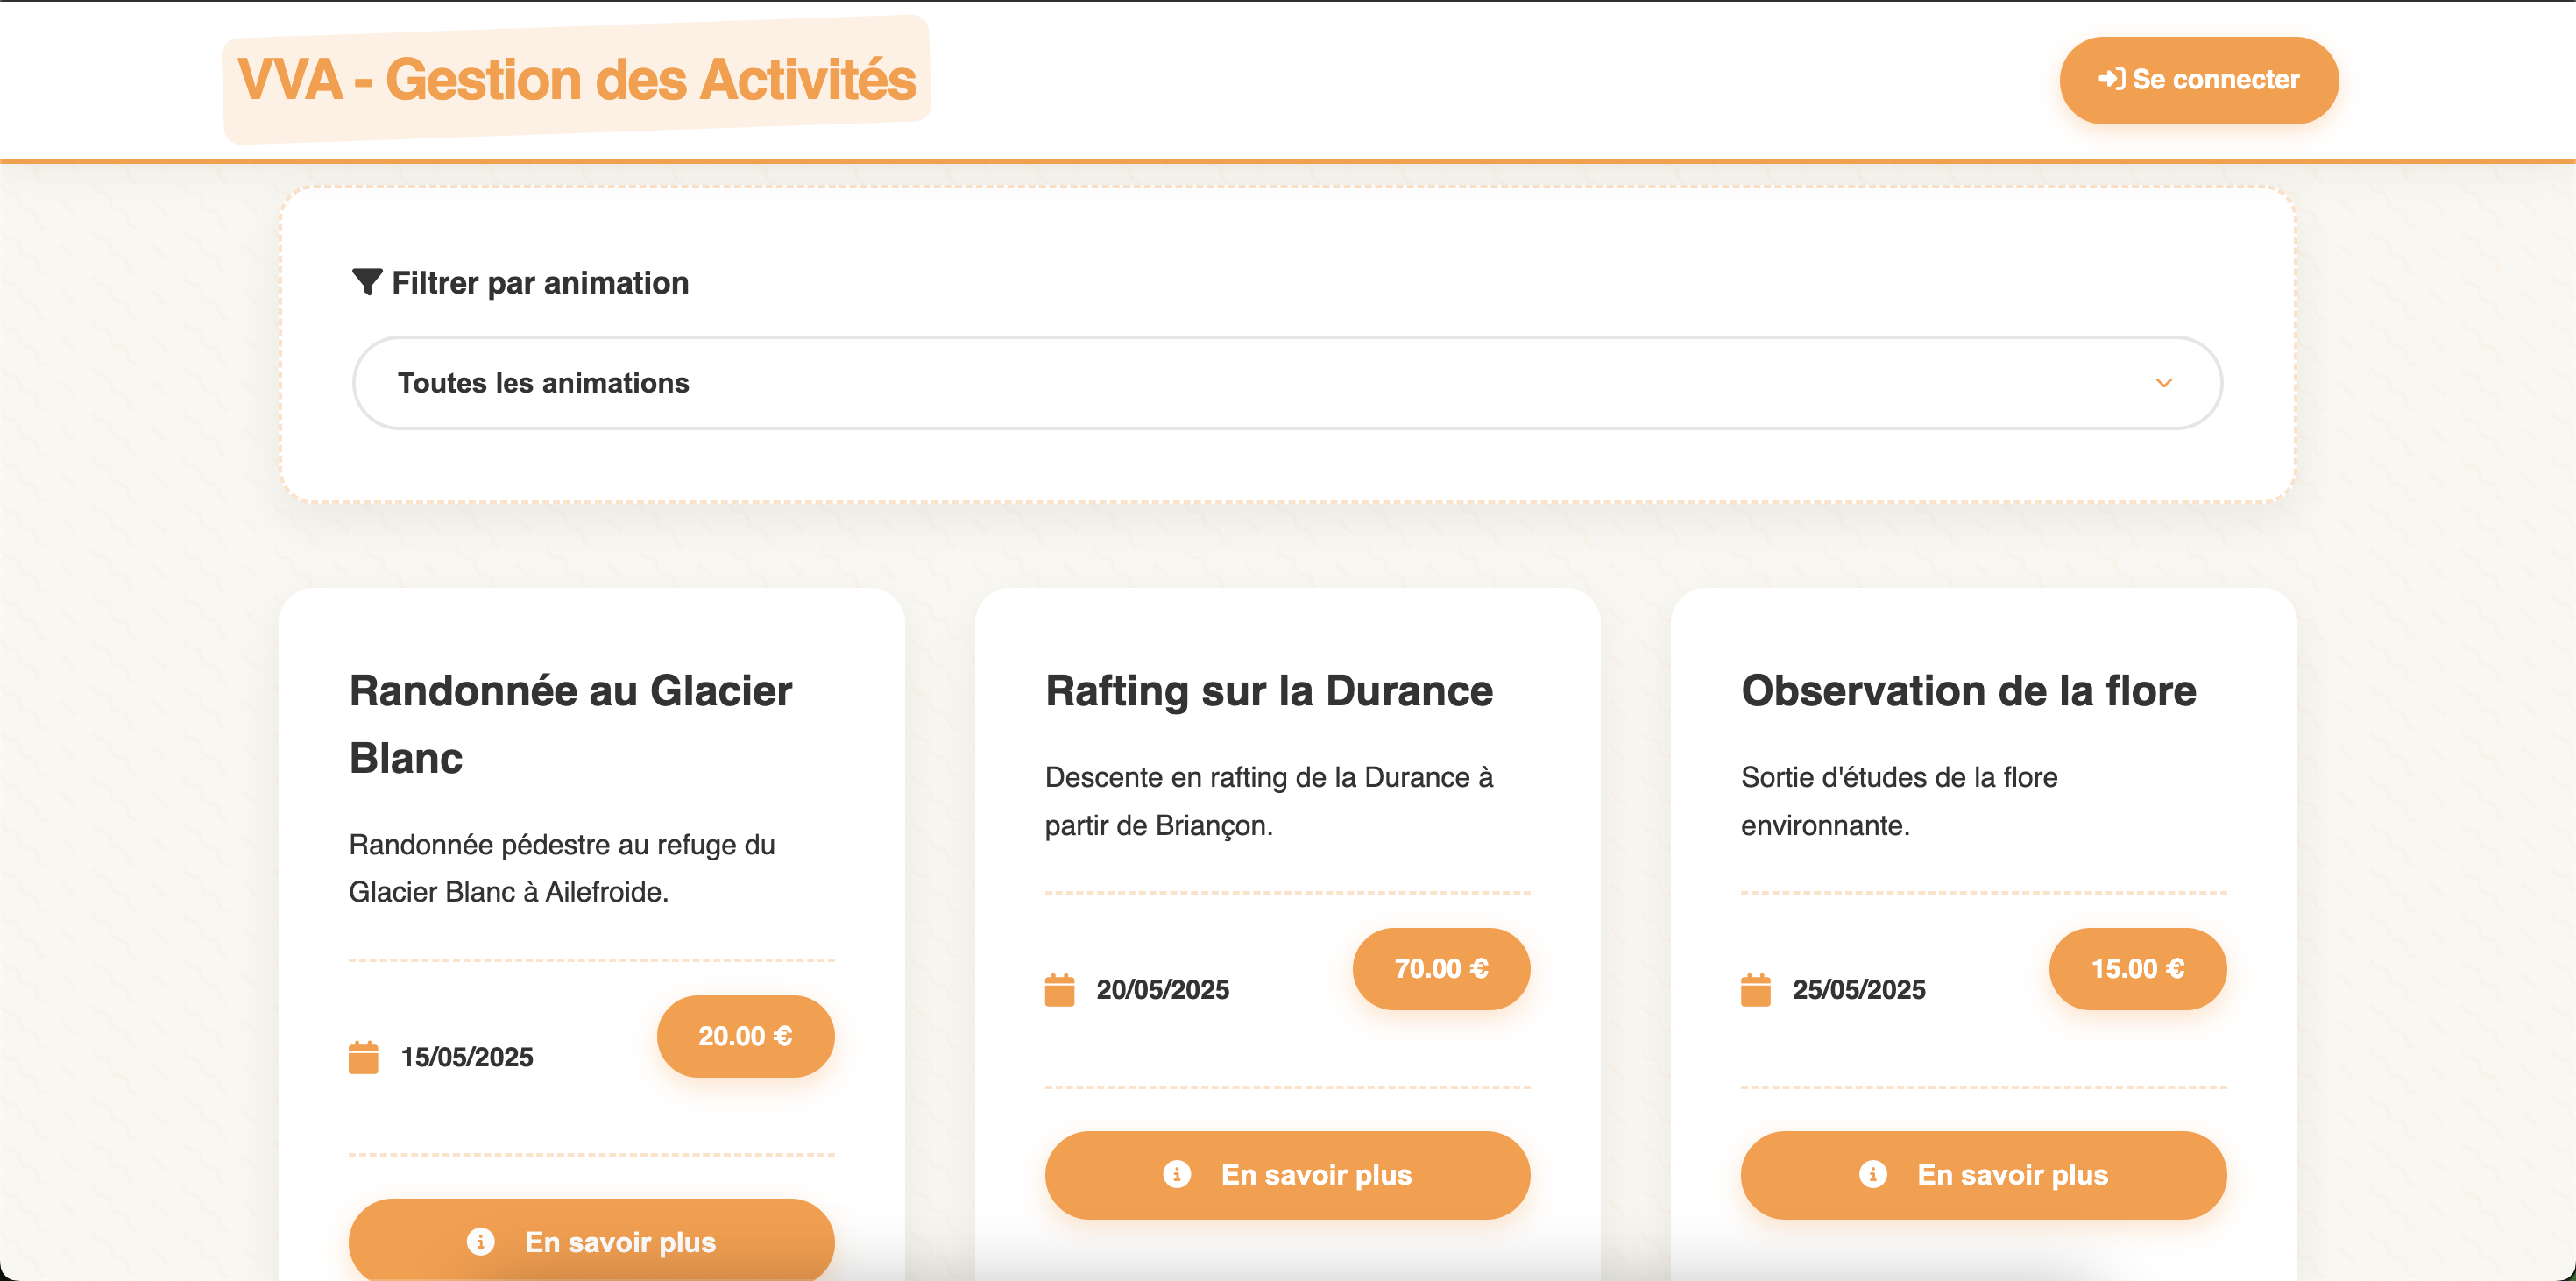 VVA - Gestion des Activités
Se connecter
Filtrer par animation
Toutes les animations
Randonnée au Glacier
Blanc
Randonnée pédestre au refuge du
Glacier Blanc à Ailefroide.
15/05/2025
20.00 €
En savoir plus
Rafting sur la Durance
Descente en rafting de la Durance à
partir de Briançon.
20/05/2025
70.00 €
En savoir plus
Observation de la flore
Sortie d'études de la flore
environnante.
25/05/2025
15.00 €
En savoir plus